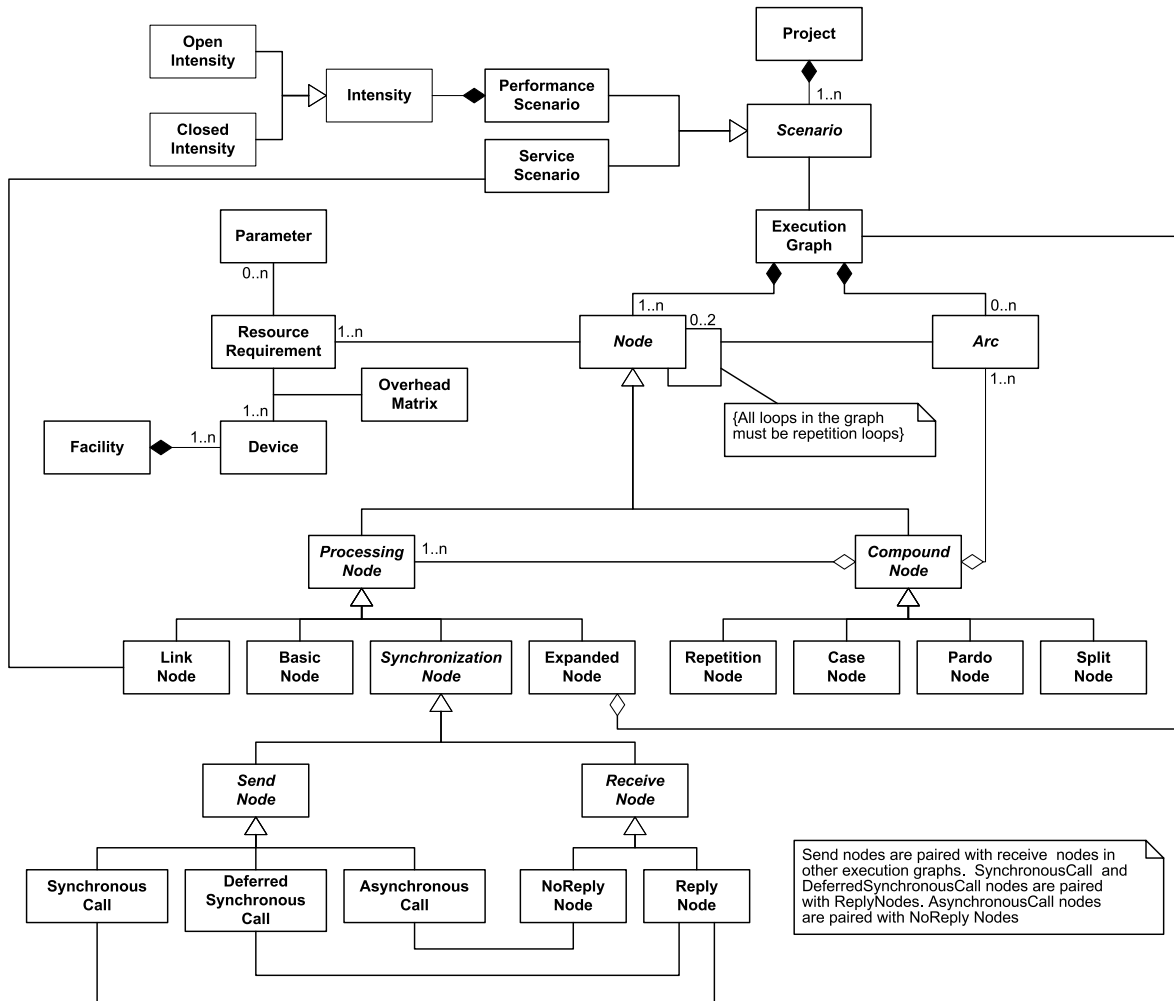 Project
Open
Intensity
Intensity
Performance
Scenario
1..n
Scenario
Closed
Intensity
Service
Scenario
Parameter
Execution
Graph
0..n
1..n
0..n
Resource
Requirement
1..n
Node
0..2
Arc
1..n
Overhead
Matrix
1..n
{All loops in the graph
must be repetition loops}
Facility
1..n
Device
Processing
Node
1..n
Compound
Node
Link
Node
Basic
Node
Synchronization
Node
Expanded
Node
Repetition
Node
Case
Node
Pardo
Node
Split
Node
Send
Node
Receive
Node
Synchronous
Call
Deferred
Synchronous
Call
Asynchronous
Call
NoReply
Node
Reply
Node
Send nodes are paired with receive nodes in
other execution graphs. SynchronousCall and
DeferredSynchronousCall nodes are paired
with ReplyNodes. AsynchronousCall nodes
are paired with NoReply Nodes